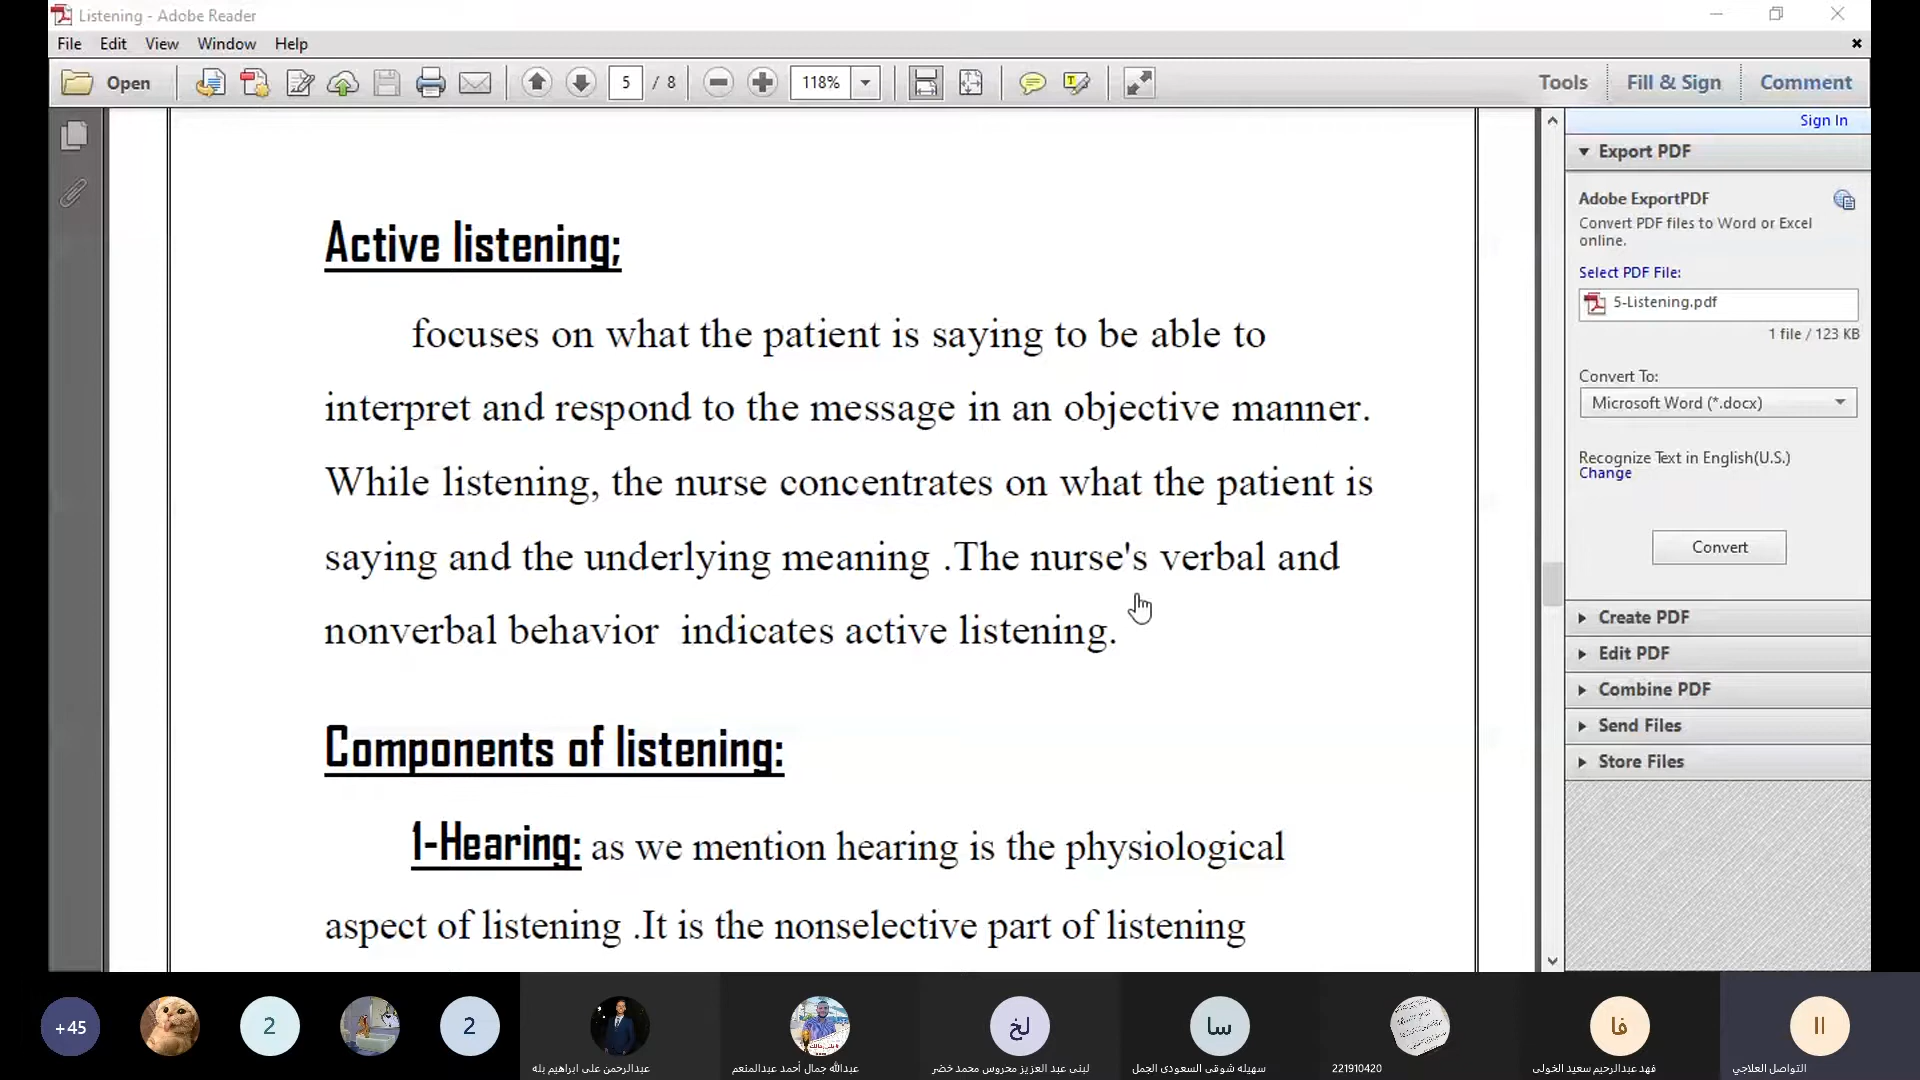 Listening - Adobe Reader
File Edit View Window Help
Open 5 / 8 118% Tools Fill & Sign Comment
Sign In
Export PDF
Adobe ExportPDF
Convert PDF files to Word or Excel
online.
Select PDF File:
5-Listening.pdf
1 file / 123 KB
Convert To:
Microsoft Word (*.docx)
Recognize Text in English(U.S.)
Change
Convert
Create PDF
Edit PDF
Combine PDF
Send Files
Store Files
Active listening;
focuses on what the patient is saying to be able to
interpret and respond to the message in an objective manner.
While listening, the nurse concentrates on what the patient is
saying and the underlying meaning .The nurse's verbal and
nonverbal behavior indicates active listening.
Components of listening:
1-Hearing: as we mention hearing is the physiological
aspect of listening .It is the nonselective part of listening
+45
2
2
عبدالرحمن على ابراهيم بله
عبدالله جمال أحمد عبدالمنعم
لخ
لبنى عبد العزيز محروس محمد خضر
سا
سهيله شوقى السعودى الجمل
221910420
فا
فهد عبدالرحيم سعيد الخولى
اا
التواصل العلاجي